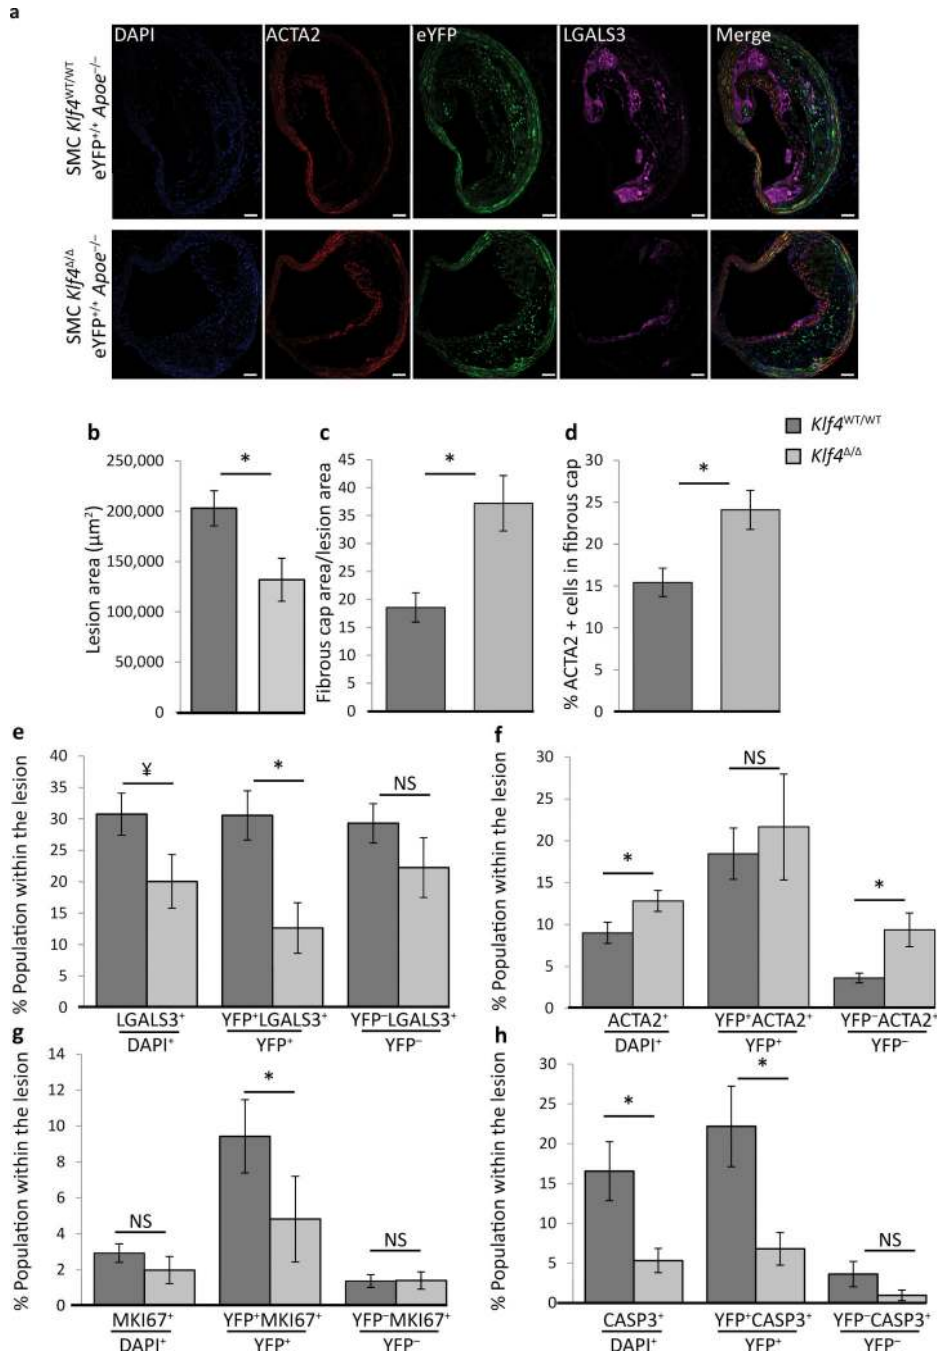 a
DAPI ACTA2 eYFP LGALS3 Merge
SMC Klf4WT/WT
eYFP+/+ Apoe−/−
SMC Klf4Δ/Δ
eYFP+/+ Apoe−/−
Klf4WT/WT
Klf4Δ/Δ
b
Lesion area (µm2)
250,000
200,000
150,000
100,000
50,000
0
*
c
Fibrous cap area/lesion area
45
40
35
30
25
20
15
10
5
0
*
d
% ACTA2 + cells in fibrous cap
30
25
20
15
10
5
0
*
e
% Population within the lesion
40
35
30
25
20
15
10
5
0
¥ * NS
LGALS3+ YFP+LGALS3+ YFP−LGALS3+
DAPI+ YFP+ YFP−
f
% Population within the lesion
30
25
20
15
10
5
0
* NS *
ACTA2+ YFP+ACTA2+ YFP−ACTA2+
DAPI+ YFP+ YFP−
g
% Population within the lesion
14
12
10
8
6
4
2
0
NS * NS
MKI67+ YFP+MKI67+ YFP−MKI67+
DAPI+ YFP+ YFP−
h
% Population within the lesion
30
25
20
15
10
5
0
* * NS
CASP3+ YFP+CASP3+ YFP−CASP3+
DAPI+ YFP+ YFP−